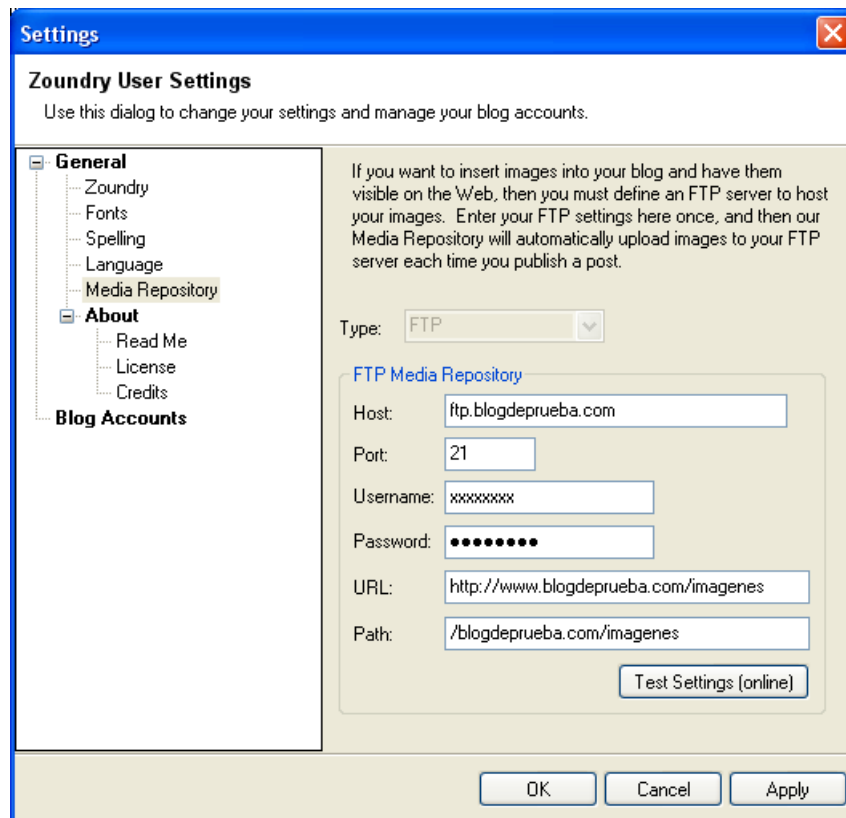 Settings
Zoundry User Settings
Use this dialog to change your settings and manage your blog accounts.
General
Zoundry
Fonts
Spelling
Language
Media Repository
About
Read Me
License
Credits
Blog Accounts
If you want to insert images into your blog and have them
visible on the Web, then you must define an FTP server to host
your images. Enter your FTP settings here once, and then our
Media Repository will automatically upload images to your FTP
server each time you publish a post.
Type: FTP
FTP Media Repository
Host: ftp.blogdeprueba.com
Port: 21
Username: xxxxxxxx
Password: ●●●●●●●●
URL: http://www.blogdeprueba.com/imagenes
Path: /blogdeprueba.com/imagenes
Test Settings (online)
OK Cancel Apply